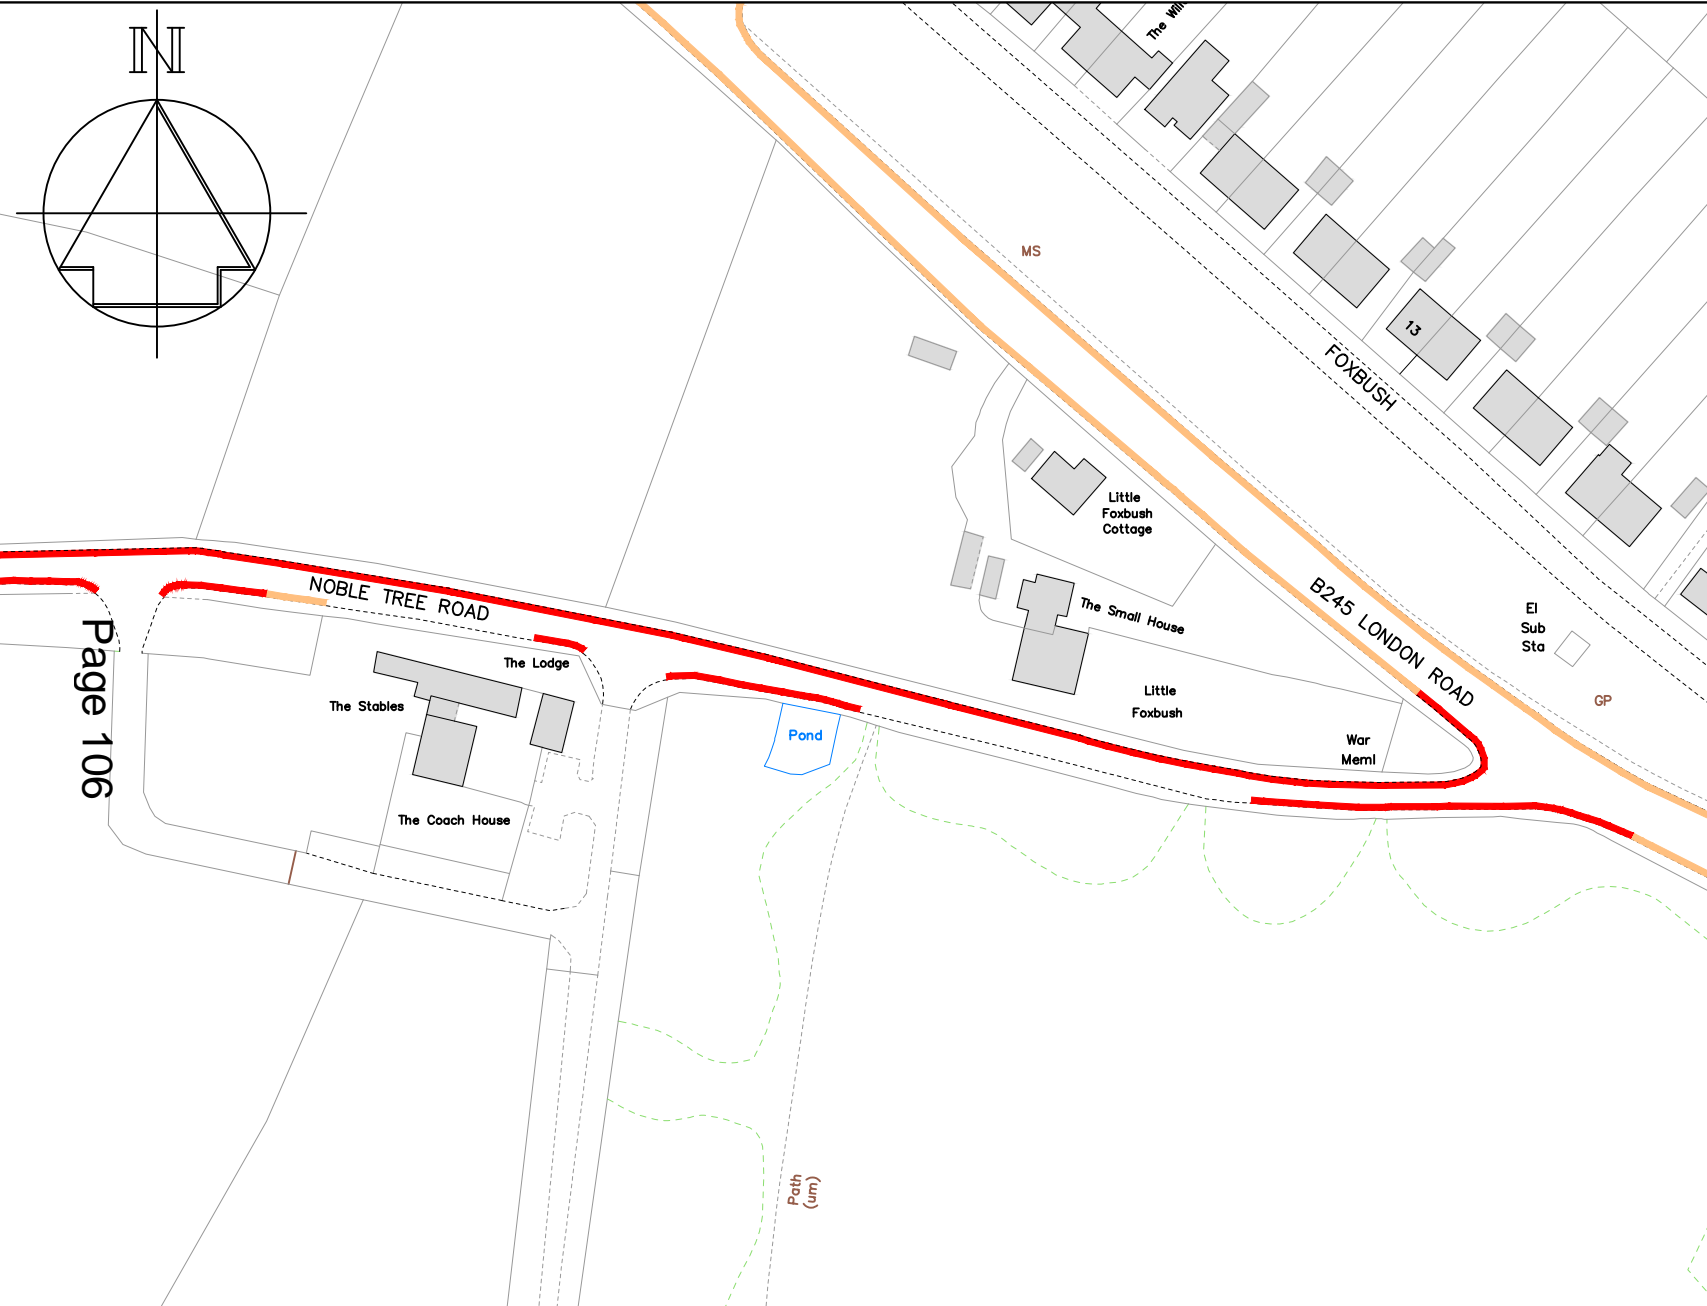 N
The
MS
13
FOXBUSH
Little
Foxbush
Cottage
NOBLE TREE ROAD
The Small House
B245 LONDON ROAD
El
Sub
Sta
The Lodge
Little
Foxbush
GP
The Stables
Pond
War
Meml
Page 106
The Coach House
Path
(um)